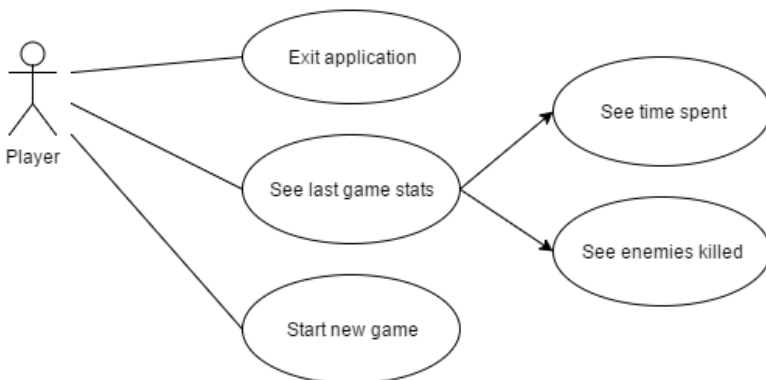 Exit application
See time spent
Player
See last game stats
See enemies killed
Start new game